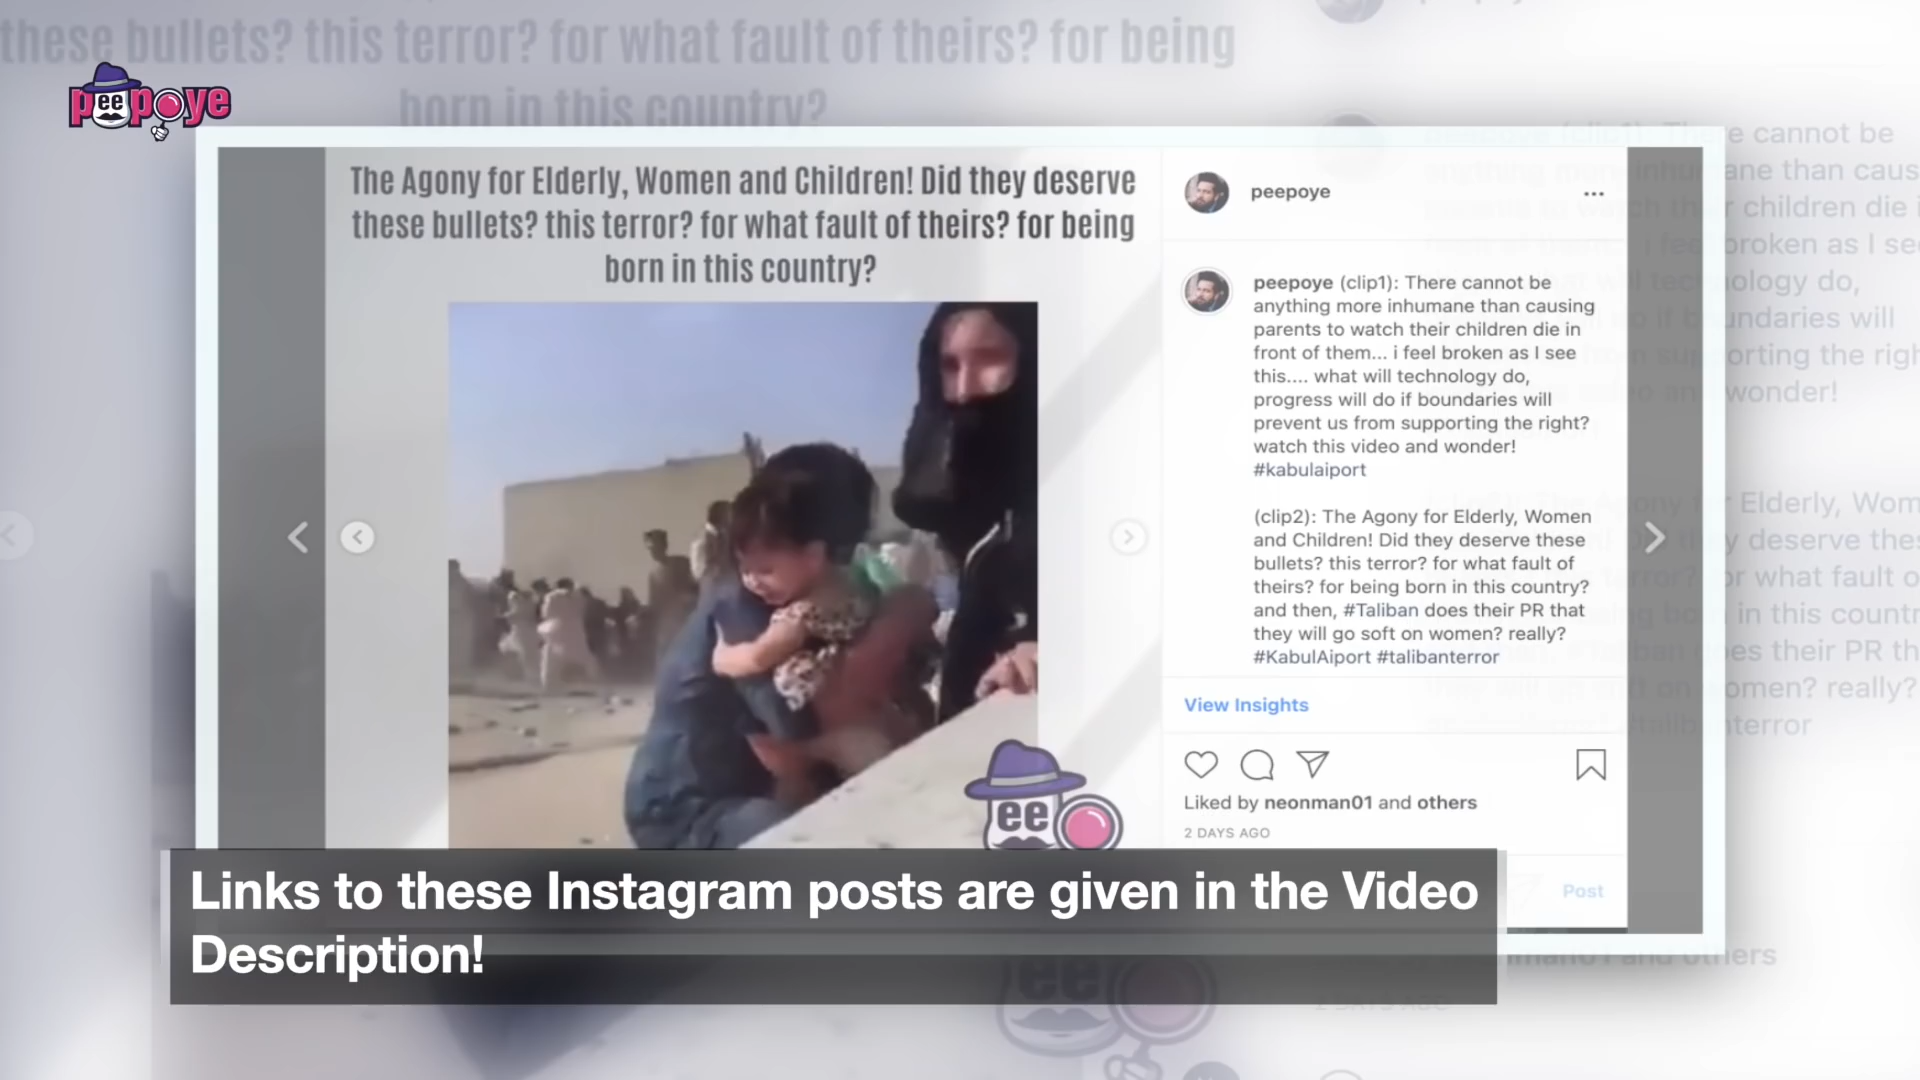 these bullets? this terror? for what fault of theirs? for being
born in this country?
peepoye
The Agony for Elderly, Women and Children! Did they deserve
these bullets? this terror? for what fault of theirs? for being
born in this country?
peepoye
peepoye (clip1): There cannot be
anything more inhumane than causing
parents to watch their children die in
front of them... i feel broken as I see
this.... what will technology do,
progress will do if boundaries will
prevent us from supporting the right?
watch this video and wonder!
#kabulaiport
(clip2): The Agony for Elderly, Women
and Children! Did they deserve these
bullets? this terror? for what fault of
theirs? for being born in this country?
and then, #Taliban does their PR that
they will go soft on women? really?
#KabulAiport #talibanterror
View Insights
Liked by neonman01 and others
2 DAYS AGO
Post
ee
Links to these Instagram posts are given in the Video
Description!